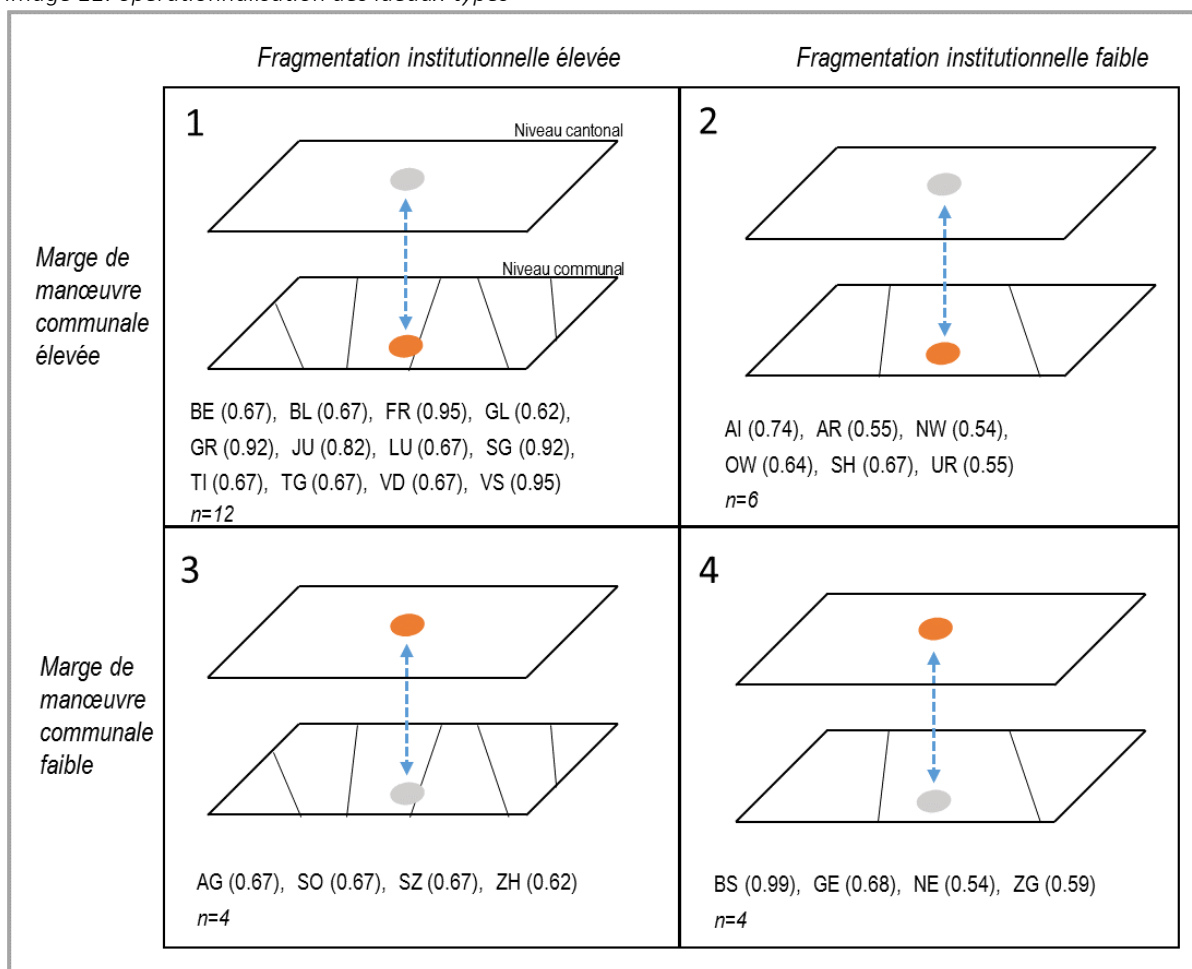 Fragmentation institutionnelle élevée
Fragmentation institutionnelle faible
Marge de
manœuvre
communale
élevée
1
Niveau cantonal
Niveau communal
BE (0.67), BL (0.67), FR (0.95), GL (0.62),
GR (0.92), JU (0.82), LU (0.67), SG (0.92),
TI (0.67), TG (0.67), VD (0.67), VS (0.95)
n=12
2
AI (0.74), AR (0.55), NW (0.54),
OW (0.64), SH (0.67), UR (0.55)
n=6
Marge de
manœuvre
communale
faible
3
AG (0.67), SO (0.67), SZ (0.67), ZH (0.62)
n=4
4
BS (0.99), GE (0.68), NE (0.54), ZG (0.59)
n=4